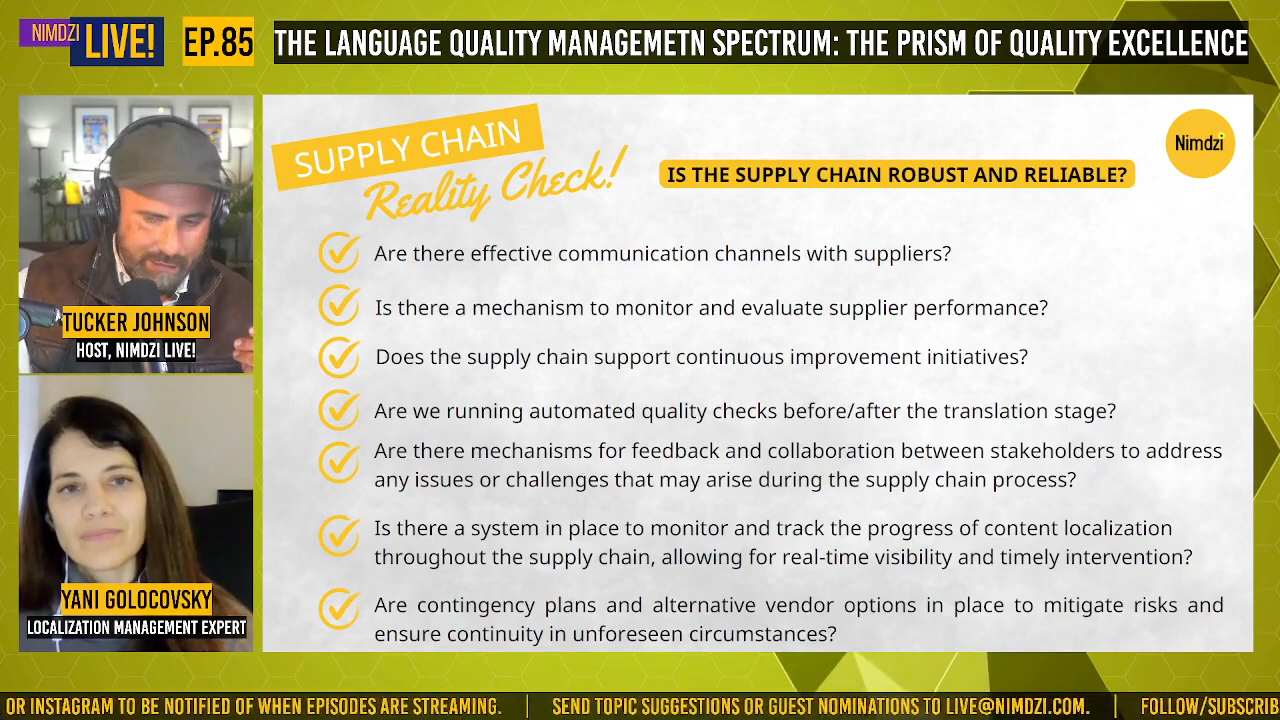 NIMDZI LIVE! EP.85 THE LANGUAGE QUALITY MANAGEMETN SPECTRUM: THE PRISM OF QUALITY EXCELLENCE
SUPPLY CHAIN
Reality Check!
IS THE SUPPLY CHAIN ROBUST AND RELIABLE?
Nimdzi
Are there effective communication channels with suppliers?
Is there a mechanism to monitor and evaluate supplier performance?
Does the supply chain support continuous improvement initiatives?
Are we running automated quality checks before/after the translation stage?
Are there mechanisms for feedback and collaboration between stakeholders to address
any issues or challenges that may arise during the supply chain process?
Is there a system in place to monitor and track the progress of content localization
throughout the supply chain, allowing for real-time visibility and timely intervention?
Are contingency plans and alternative vendor options in place to mitigate risks and
ensure continuity in unforeseen circumstances?
TUCKER JOHNSON
HOST, NIMDZI LIVE!
YANI GOLOCOVSKY
LOCALIZATION MANAGEMENT EXPERT
OR INSTAGRAM TO BE NOTIFIED OF WHEN EPISODES ARE STREAMING. | SEND TOPIC SUGGESTIONS OR GUEST NOMINATIONS TO LIVE@NIMDZI.COM. | FOLLOW/SUBSCRIB